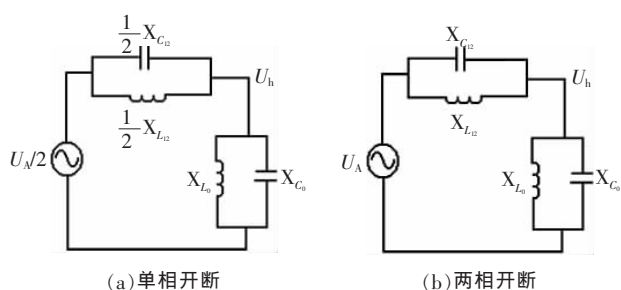 1/2 X_{C_{12}}
U_h
1/2 X_{L_{12}}
U_A/2
X_{L_0}
X_{C_0}
(a)单相开断
X_{C_{12}}
U_h
X_{L_{12}}
U_A
X_{L_0}
X_{C_0}
(b)两相开断